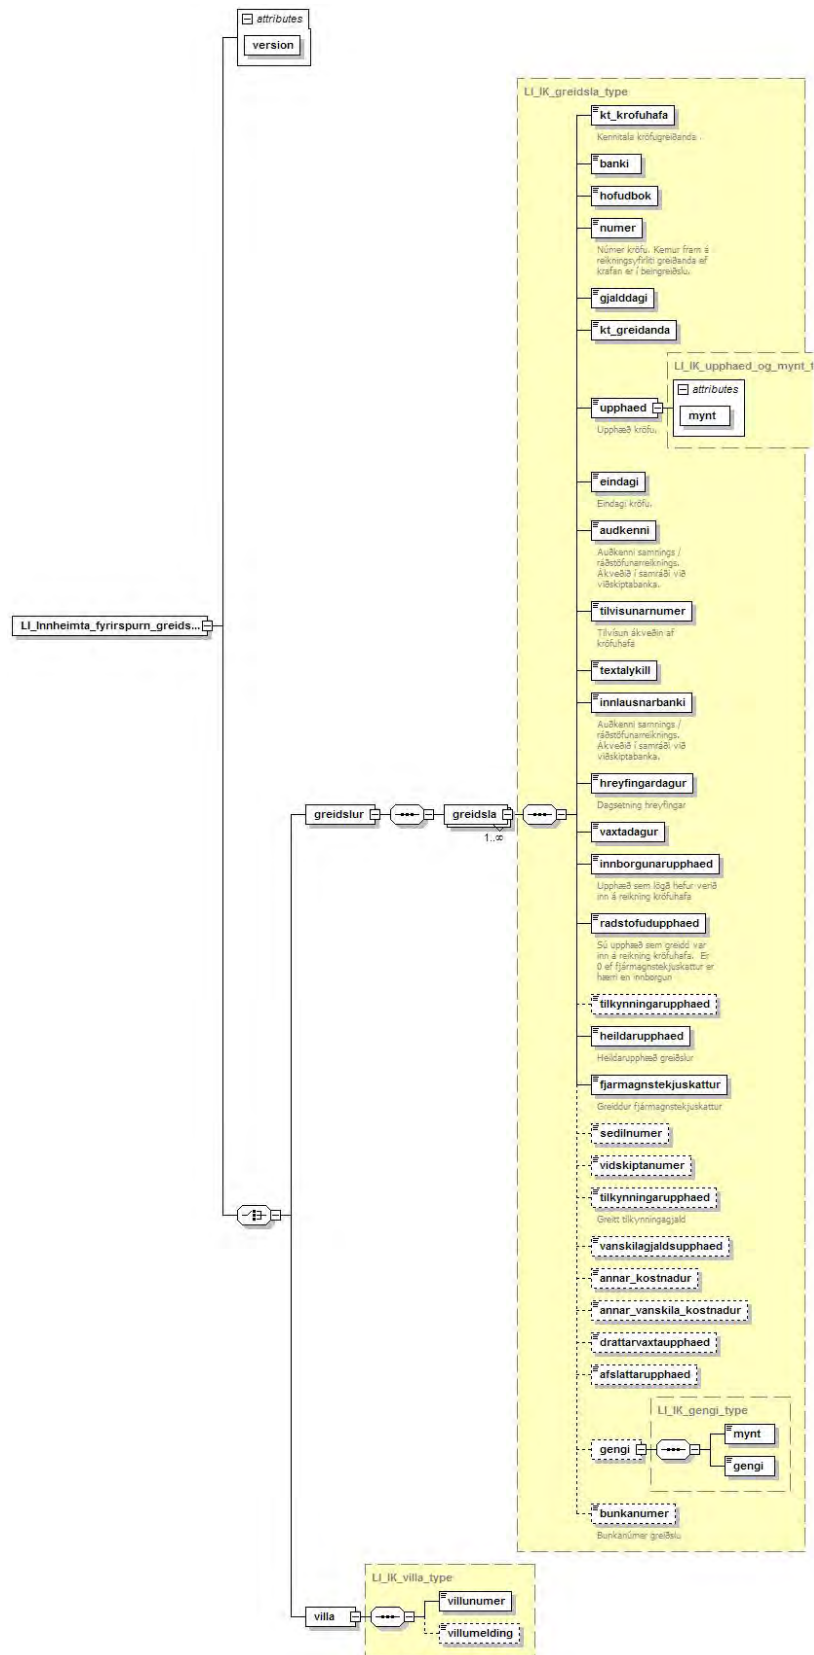 attributes
version
LI_IK_greidsla_type
kt_krofuhafa
Kennitala kröfugreiðanda
banki
hofudbok
numer
Númer kröfu. Kemur fram á
reikningsyfirliti greiðanda ef
krafan er í beingreiðslu.
gjalddagi
kt_greidanda
LI_IK_upphaed_og_mynt_t
attributes
upphaed
mynt
Upphæð kröfu.
eindagi
Eindagi kröfu.
audkenni
Auðkenni samnings /
ráðstöfunarreiknings.
Ákveðið í samráði við
viðskiptabanka.
LI_Innheimta_fyrirspurn_greids...
tilvisunarnumer
Tilvísun ákveðin af
kröfuhafa
textalykill
innlausnarbanki
Auðkenni samnings /
ráðstöfunarreiknings.
Ákveðið í samráði við
viðskiptabanka.
hreyfingardagur
Dagsetning hreyfingar
greidslur
greidsla
1..∞
vaxtadagur
innborgunarupphaed
Upphæð sem lögð hefur verið
inn á reikning kröfuhafa
radstofudupphaed
Sú upphæð sem greidd var
inn á reikning kröfuhafa. Er
0 ef fjármagnstekjuskattur er
hærri en innborgun
tilkynningarupphaed
heildarupphaed
Heildarupphæð greiðslur
fjarmagnstekjuskattur
Greiddur fjármagnstekjuskattur
sedilnumer
vidskiptanumer
tilkynningarupphaed
Greitt tilkynningagjald
vanskilagjaldsupphaed
annar_kostnadur
annar_vanskila_kostnadur
drattarvaxtaupphaed
afslattarupphaed
LI_IK_gengi_type
mynt
gengi
gengi
bunkanumer
Bunkanúmer greiðslu
LI_IK_villa_type
villunumer
villa
villumelding